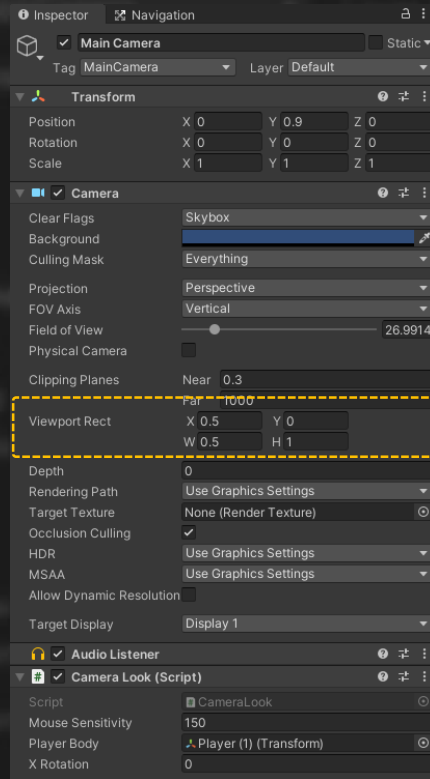 Inspector Navigation
Main Camera Static
Tag MainCamera Layer Default
Transform
Position X 0 Y 0.9 Z 0
Rotation X 0 Y 0 Z 0
Scale X 1 Y 1 Z 1
Camera
Clear Flags Skybox
Background
Culling Mask Everything
Projection Perspective
FOV Axis Vertical
Field of View 26.9914
Physical Camera
Clipping Planes Near 0.3
Far 1000
Viewport Rect X 0.5 Y 0
W 0.5 H 1
Depth 0
Rendering Path Use Graphics Settings
Target Texture None (Render Texture)
Occlusion Culling
HDR Use Graphics Settings
MSAA Use Graphics Settings
Allow Dynamic Resolution
Target Display Display 1
Audio Listener
# Camera Look (Script)
Script # CameraLook
Mouse Sensitivity 150
Player Body Player (1) (Transform)
X Rotation 0